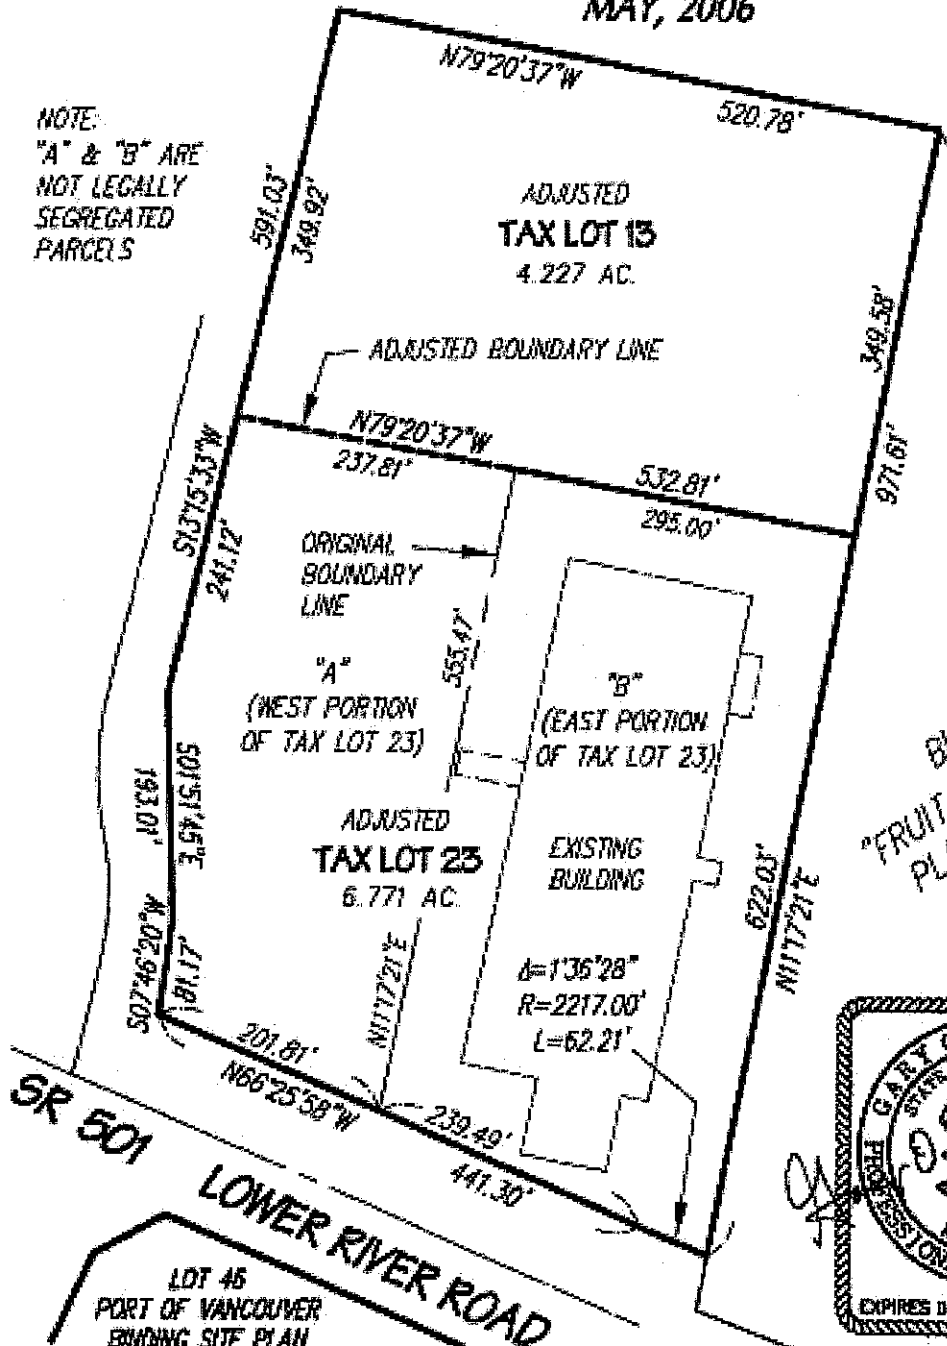 MAY, 2006
N79°20'37"W
520.78'
NOTE:
"A" & "B" ARE
NOT LEGALLY
SEGREGATED
PARCELS
591.03'
349.92'
ADJUSTED
TAX LOT 13
4.227 AC.
349.58'
971.61'
ADJUSTED BOUNDARY LINE
N79°20'37"W
237.81'
532.81'
295.00'
S13°15'33"W
241.12'
ORIGINAL
BOUNDARY
LINE
555.47'
"A"
(WEST PORTION
OF TAX LOT 23)
"B"
(EAST PORTION
OF TAX LOT 23)
S01°51'45"E
193.01'
ADJUSTED
TAX LOT 23
6.771 AC.
EXISTING
BUILDING
622.03'
N11°17'21"E
"FRUIT
S07°46'20"W
81.17'
N11°17'21"E
Δ=1°36'28"
R=2217.00'
L=62.21'
201.81'
N66°25'58"W
239.49'
441.30'
SR 501 LOWER RIVER ROAD
LOT 46
PORT OF VANCOUVER
BINDING SITE PLAN
GARY
STATE
EXPIRES